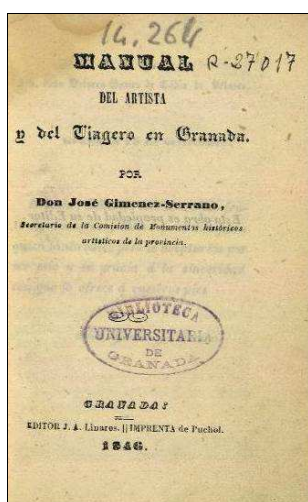 14.264
MANUAL R-27017
DEL ARTISTA
y del Viagero en Granada.
POR
Don José Gimenez-Serrano,
Secretario de la Comision de Monumentos históricos
artísticos de la provincia.
BIBLIOTECA
UNIVERSITARIA
DE
GRANADA
GRANADA:
EDITOR J. A. Linares. || IMPRENTA de Puchol.
1846.